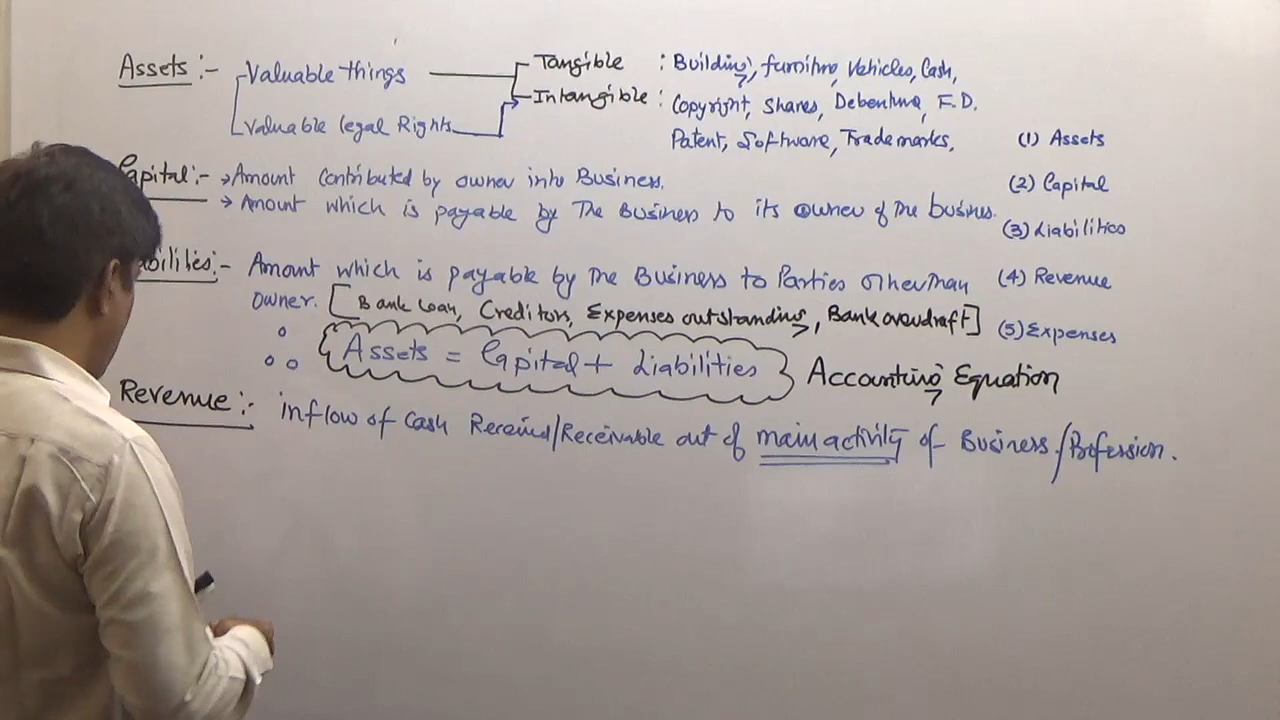 Assets :- Valuable things Tangible : Building, furniture, Vehicles, Cash,
Intangible : Copyright, Shares, Debenture, F.D.
Valuable legal Rights Patent, Software, Trademarks,
(1) Assets
Capital :- → Amount Contributed by owner into Business.
(2) Capital
→ Amount which is payable by The Business to its owner of The busines.
(3) Liabilities
bilities :- Amount which is payable by The Business to Parties Other than
(4) Revenue
owner. [Bank loan, Creditors, Expenses outstanding, Bank overdraft]
(5) Expenses
Assets = Capital + Liabilities Accounting Equation
Revenue :- inflow of Cash Received/Receivable out of main activity of Business/Profession.